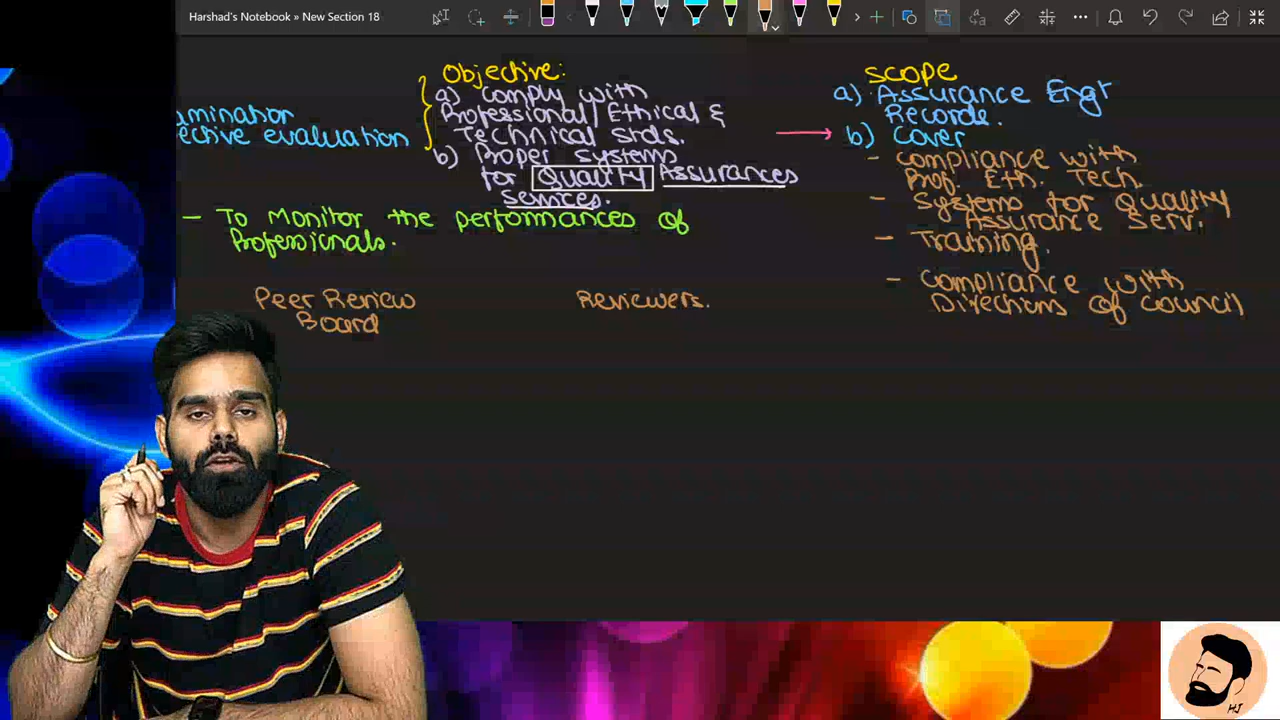 Harshad's Notebook » New Section 18
Objective:
a) Comply with
Professional, Ethical &
Technical Stds.
b) Proper systems
for Quality Assurances
Services.
aminator
ective evaluation
- To Monitor the performances of
Professionals.
Peer Review
Board
Reviewers.
Scope
a) Assurance Engt
Records.
b) Cover
- Compliance with
Prof. Eth. Tech.
- Systems for Quality
Assurance Serv.
- Training.
- Compliance with
Directions of Council
HJ